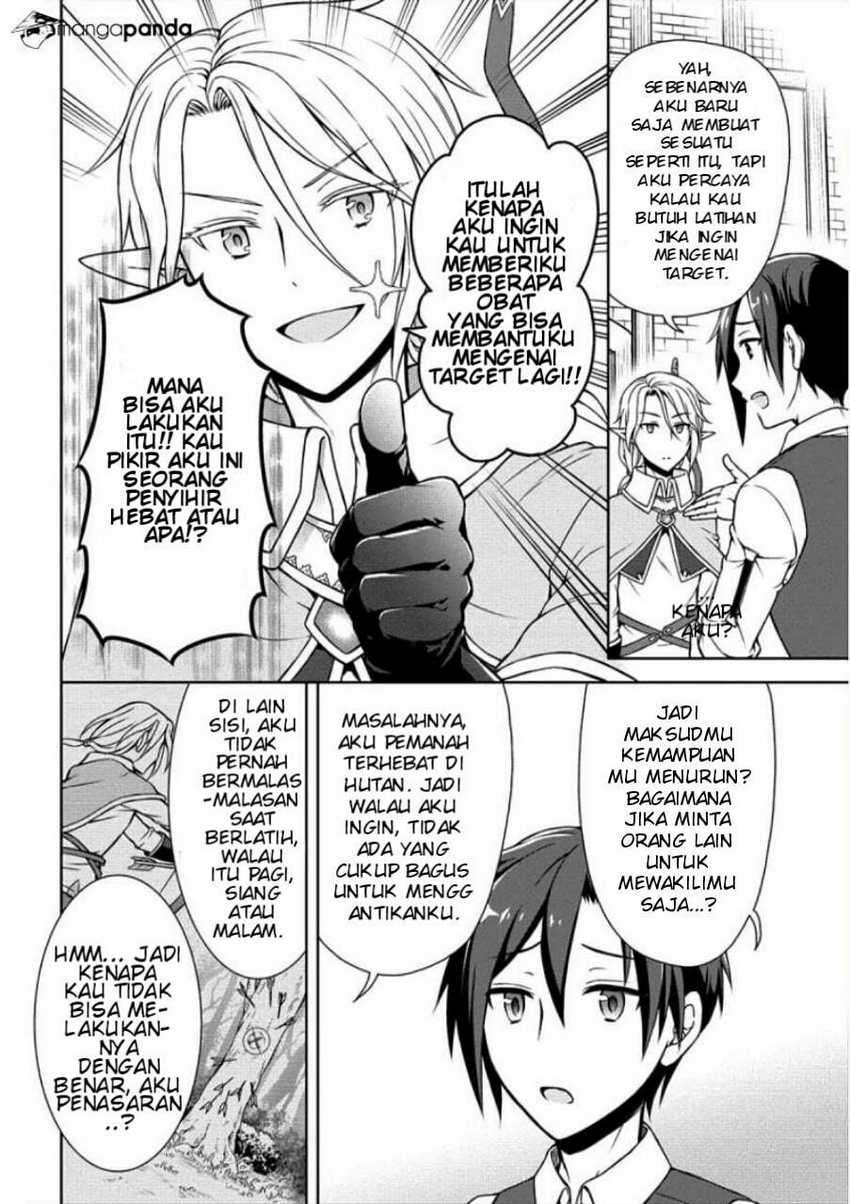 mangapanda
YAH,
SEBENARNYA
AKU BARU
SAJA MEMBUAT
SESUATU
SEPERTI ITU, TAPI
AKU PERCAYA
KALAU KAU
BUTUH LATIHAN
JIKA INGIN
MENGENAI
TARGET.
...
KENAPA
AKU?
ITULAH
KENAPA
AKU INGIN
KAU UNTUK
MEMBERIKU
BEBERAPA
OBAT
YANG BISA
MEMBANTUKU
MENGENAI
TARGET LAGI!!
MANA
BISA AKU
LAKUKAN
ITU!! KAU
PIKIR AKU INI
SEORANG
PENYIHIR
HEBAT ATAU
APA!?
JADI
MAKSUDMU
KEMAMPUAN
MU MENURUN?
BAGAIMANA
JIKA MINTA
ORANG LAIN
UNTUK
MEWAKILIMU
SAJA...?
MASALAHNYA,
AKU PEMANAH
TERHEBAT DI
HUTAN. JADI
WALAU AKU
INGIN, TIDAK
ADA YANG
CUKUP BAGUS
UNTUK MENGG
ANTIKANKU.
DI LAIN
SISI, AKU
TIDAK
PERNAH
BERMALAS
-MALASAN
SAAT
BERLATIH,
WALAU
ITU PAGI,
SIANG
ATAU
MALAM.
HMM... JADI
KENAPA
KAU TIDAK
BISA ME-
LAKUKAN-
NYA
DENGAN
BENAR, AKU
PENASARAN
..?